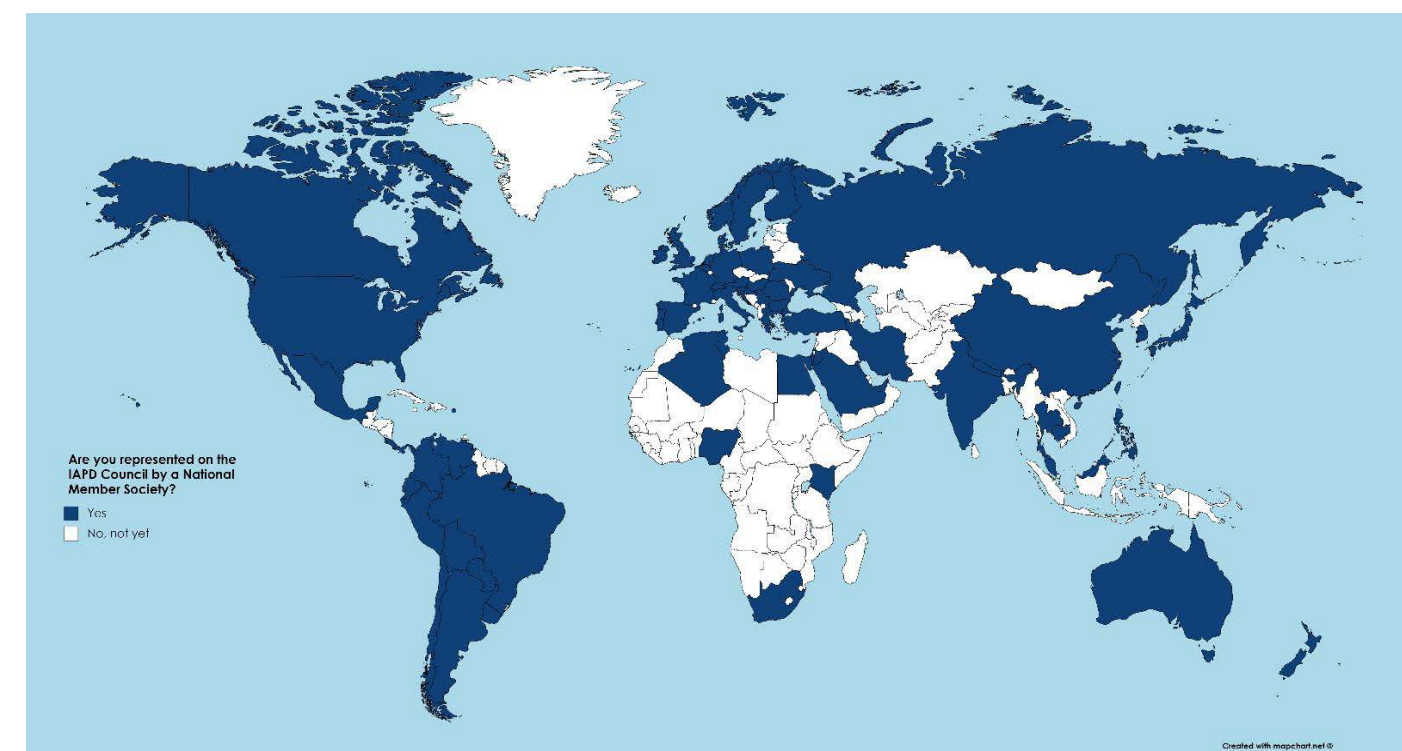 Are you represented on the
IAPD Council by a National
Member Society?
Yes
No, not yet
Created with mapchart.net ©